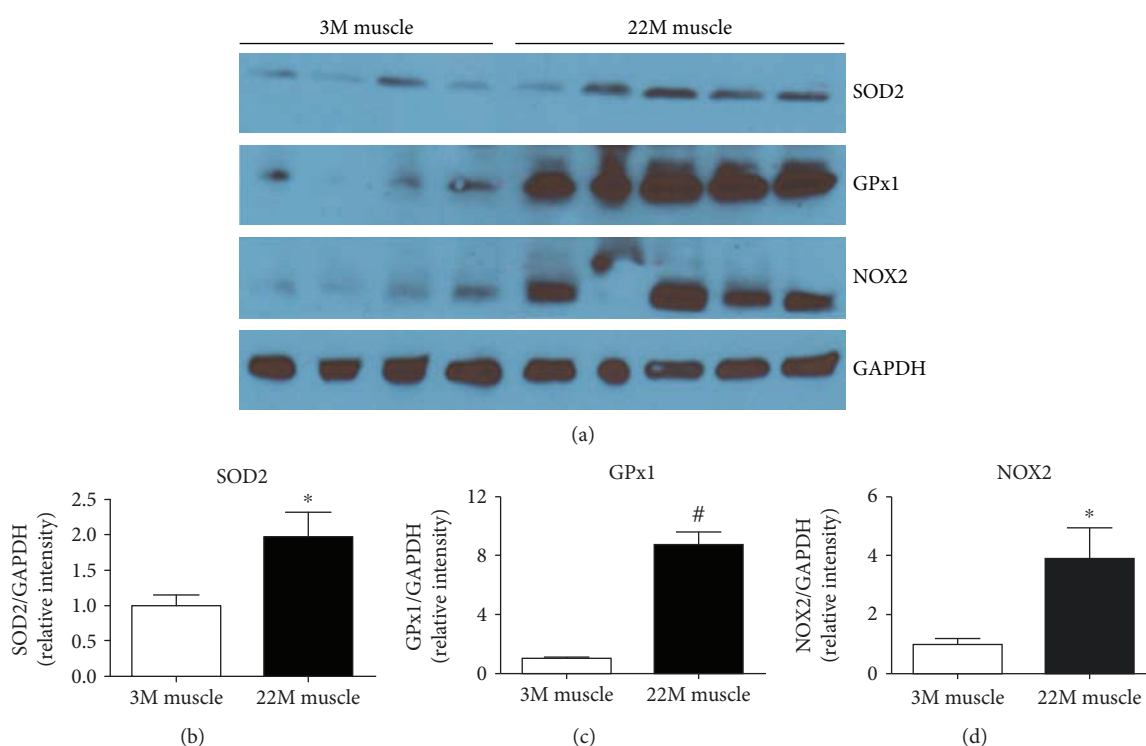 3M muscle 22M muscle
SOD2
GPx1
NOX2
GAPDH
(a)
SOD2
SOD2/GAPDH
(relative intensity)
2.5
2.0
1.5
1.0
0.5
0.0
*
3M muscle 22M muscle
(b)
GPx1
GPx1/GAPDH
(relative intensity)
12
8
4
0
#
3M muscle 22M muscle
(c)
NOX2
NOX2/GAPDH
(relative intensity)
6
4
2
0
*
3M muscle 22M muscle
(d)